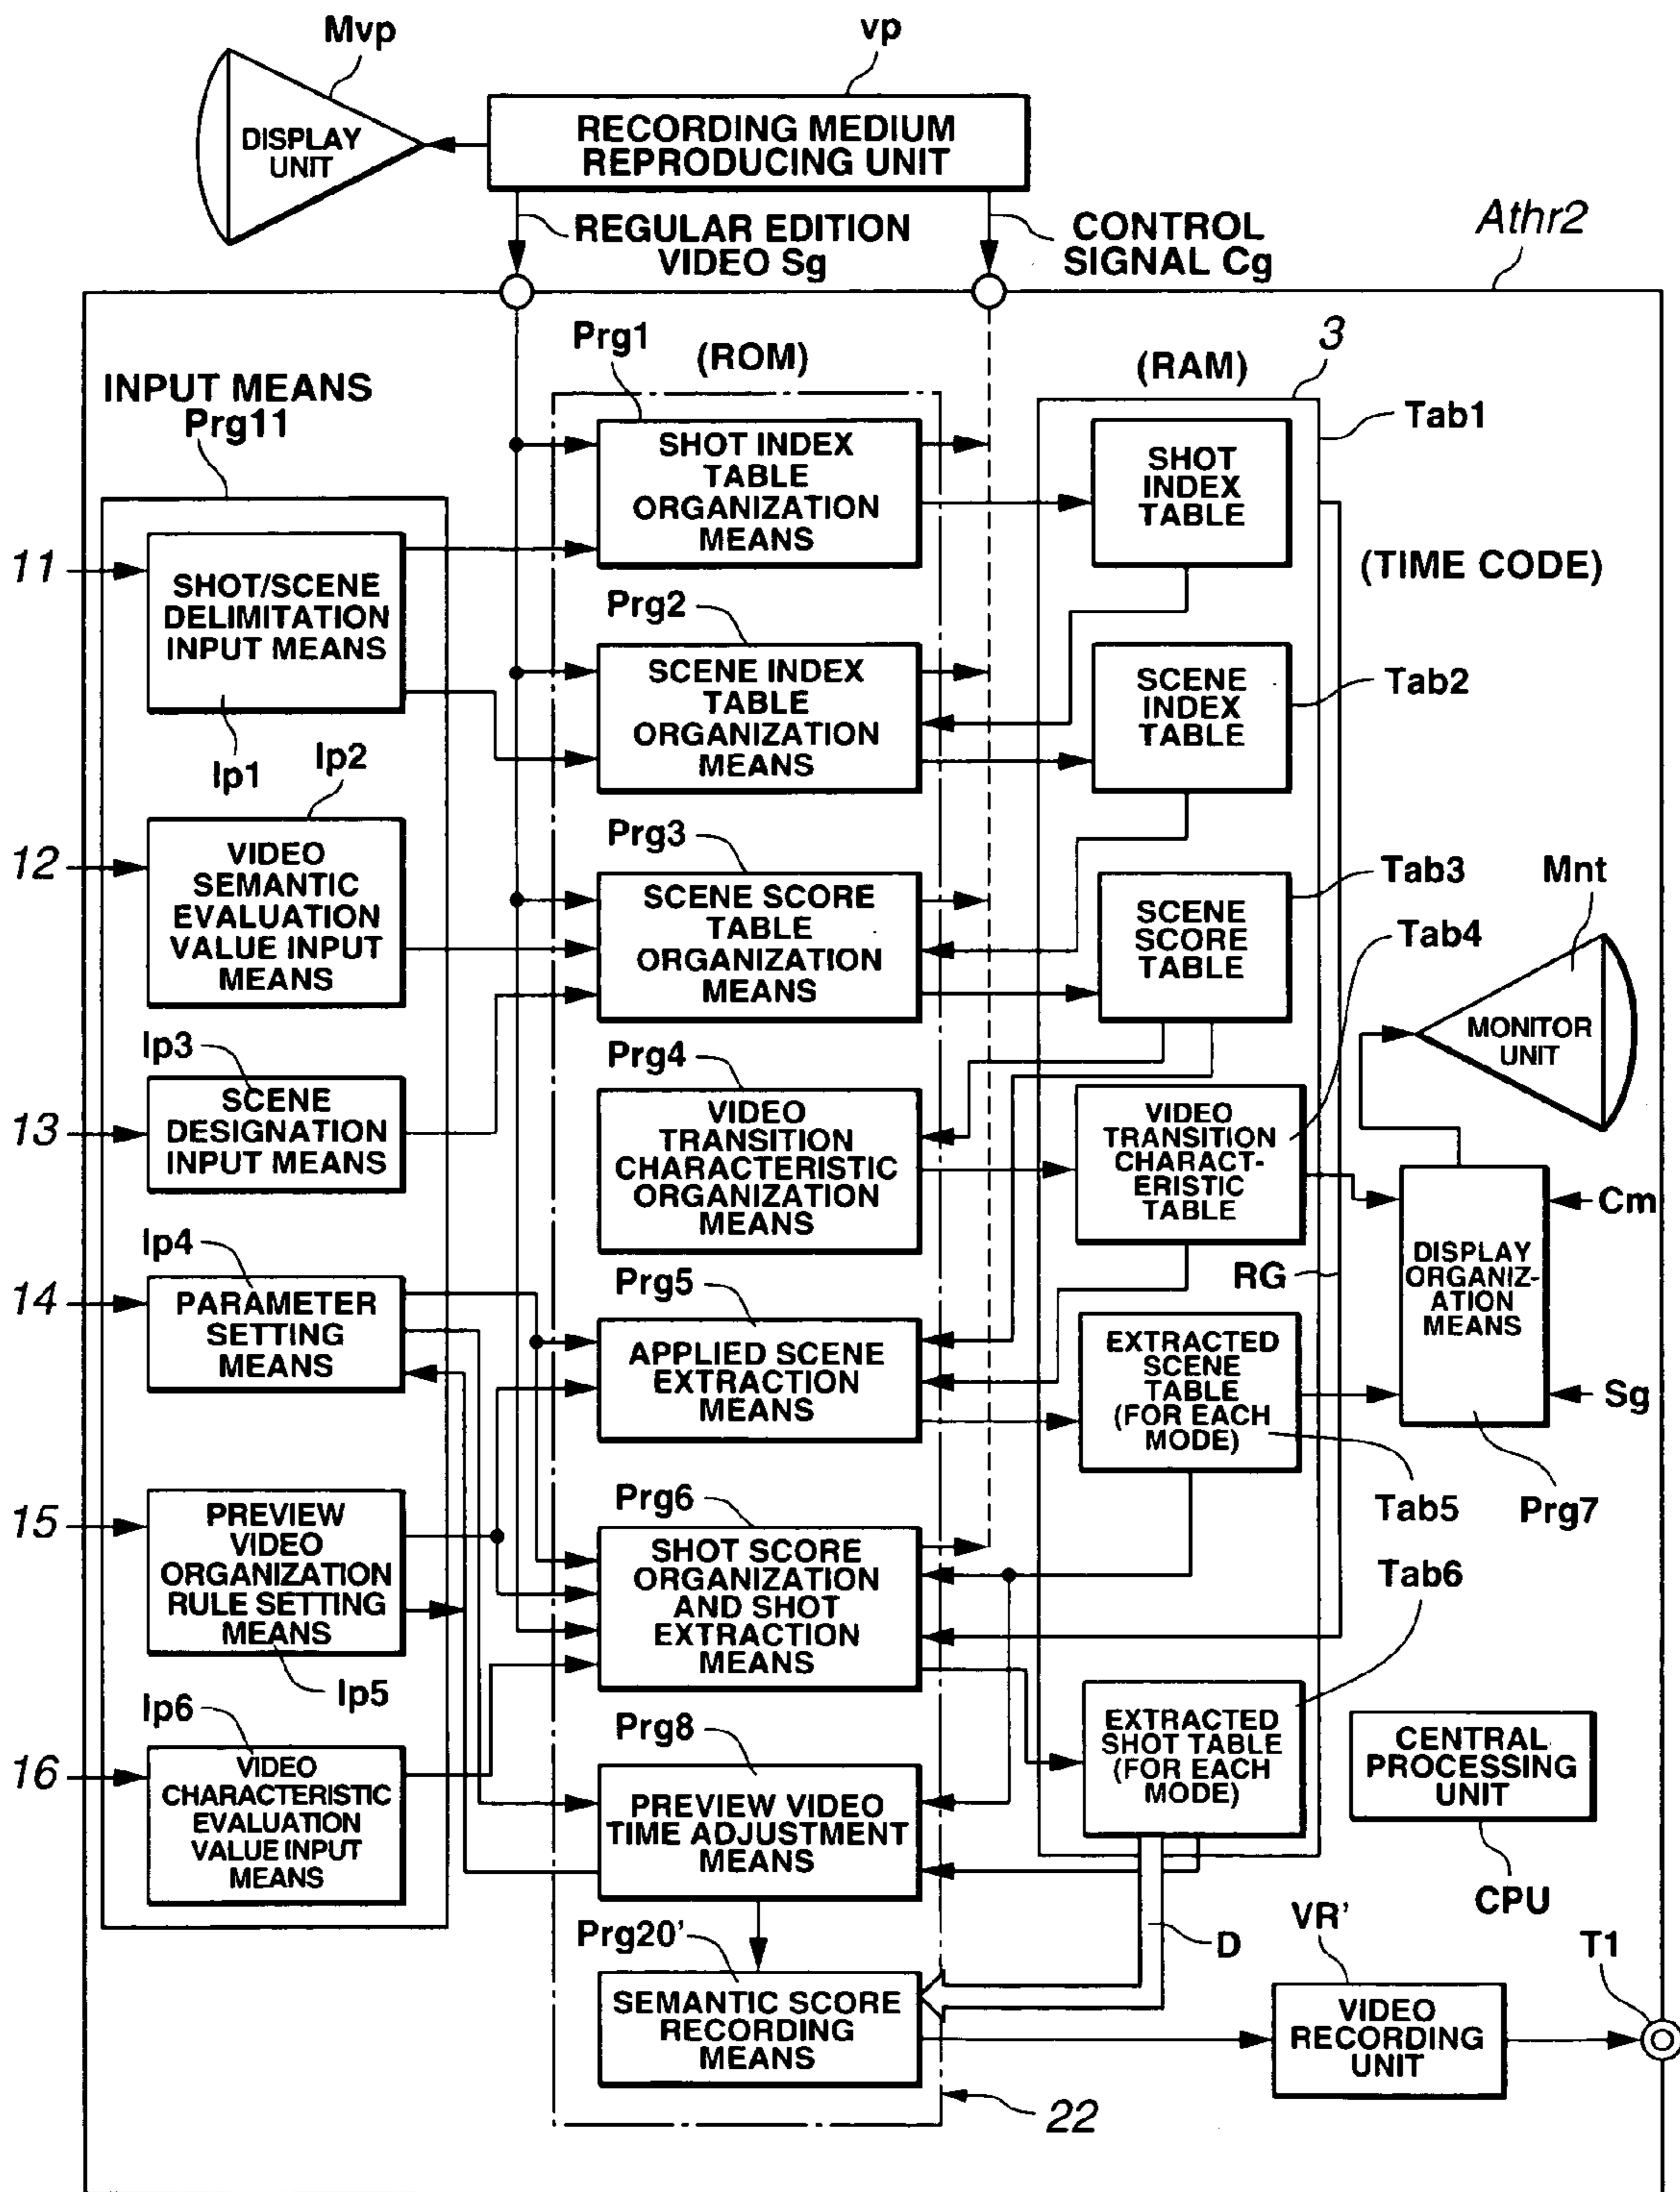 Mvp
vp
DISPLAY
UNIT
RECORDING MEDIUM
REPRODUCING UNIT
REGULAR EDITION
VIDEO Sg
CONTROL
SIGNAL Cg
Athr2
INPUT MEANS
Prg11
Prg1
(ROM)
(RAM)
3
Tab1
SHOT INDEX
TABLE
ORGANIZATION
MEANS
SHOT
INDEX
TABLE
11
SHOT/SCENE
DELIMITATION
INPUT MEANS
(TIME CODE)
Ip1
Prg2
SCENE INDEX
TABLE
ORGANIZATION
MEANS
SCENE
INDEX
TABLE
Tab2
Ip2
12
VIDEO
SEMANTIC
EVALUATION
VALUE INPUT
MEANS
Prg3
SCENE SCORE
TABLE
ORGANIZATION
MEANS
SCENE
SCORE
TABLE
Tab3
Mnt
Tab4
MONITOR
UNIT
Ip3
13
SCENE
DESIGNATION
INPUT MEANS
Prg4
VIDEO
TRANSITION
CHARACTERISTIC
ORGANIZATION
MEANS
VIDEO
TRANSITION
CHARACT-
ERISTIC
TABLE
Cm
DISPLAY
ORGANIZ-
ATION
MEANS
Sg
Prg7
RG
Ip4
14
PARAMETER
SETTING
MEANS
Prg5
APPLIED SCENE
EXTRACTION
MEANS
EXTRACTED
SCENE
TABLE
(FOR EACH
MODE)
Tab5
15
PREVIEW
VIDEO
ORGANIZATION
RULE SETTING
MEANS
Ip5
Prg6
SHOT SCORE
ORGANIZATION
AND SHOT
EXTRACTION
MEANS
Tab6
Ip6
16
VIDEO
CHARACTERISTIC
EVALUATION
VALUE INPUT
MEANS
Prg8
PREVIEW VIDEO
TIME ADJUSTMENT
MEANS
EXTRACTED
SHOT TABLE
(FOR EACH
MODE)
CENTRAL
PROCESSING
UNIT
CPU
Prg20'
SEMANTIC SCORE
RECORDING
MEANS
D
VR'
VIDEO
RECORDING
UNIT
T1
22